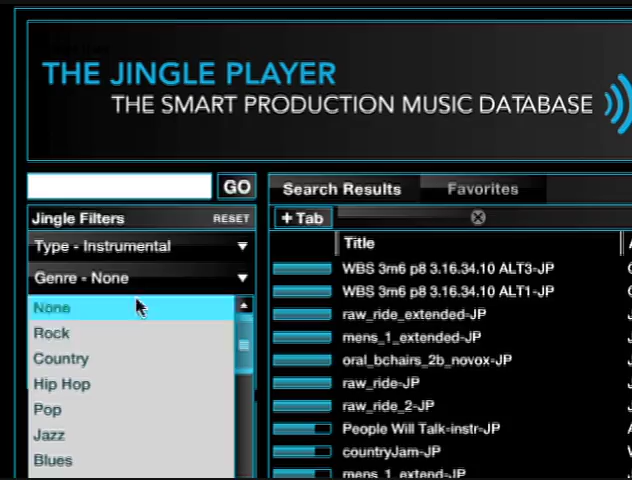 THE JINGLE PLAYER
THE SMART PRODUCTION MUSIC DATABASE
GO
Search Results
Favorites
Jingle Filters
RESET
+ Tab
Type - Instrumental
Title
Genre - None
None
Rock
Country
Hip Hop
Pop
Jazz
Blues
WBS 3m6 p8 3.16.34.10 ALT3-JP
WBS 3m6 p8 3.16.34.10 ALT1-JP
raw_ride_extended-JP
mens_1_extended-JP
oral_bchairs_2b_novox-JP
raw_ride-JP
raw_ride_2-JP
People Will Talk-instr-JP
countryJam-JP
mens_1_extend-JP